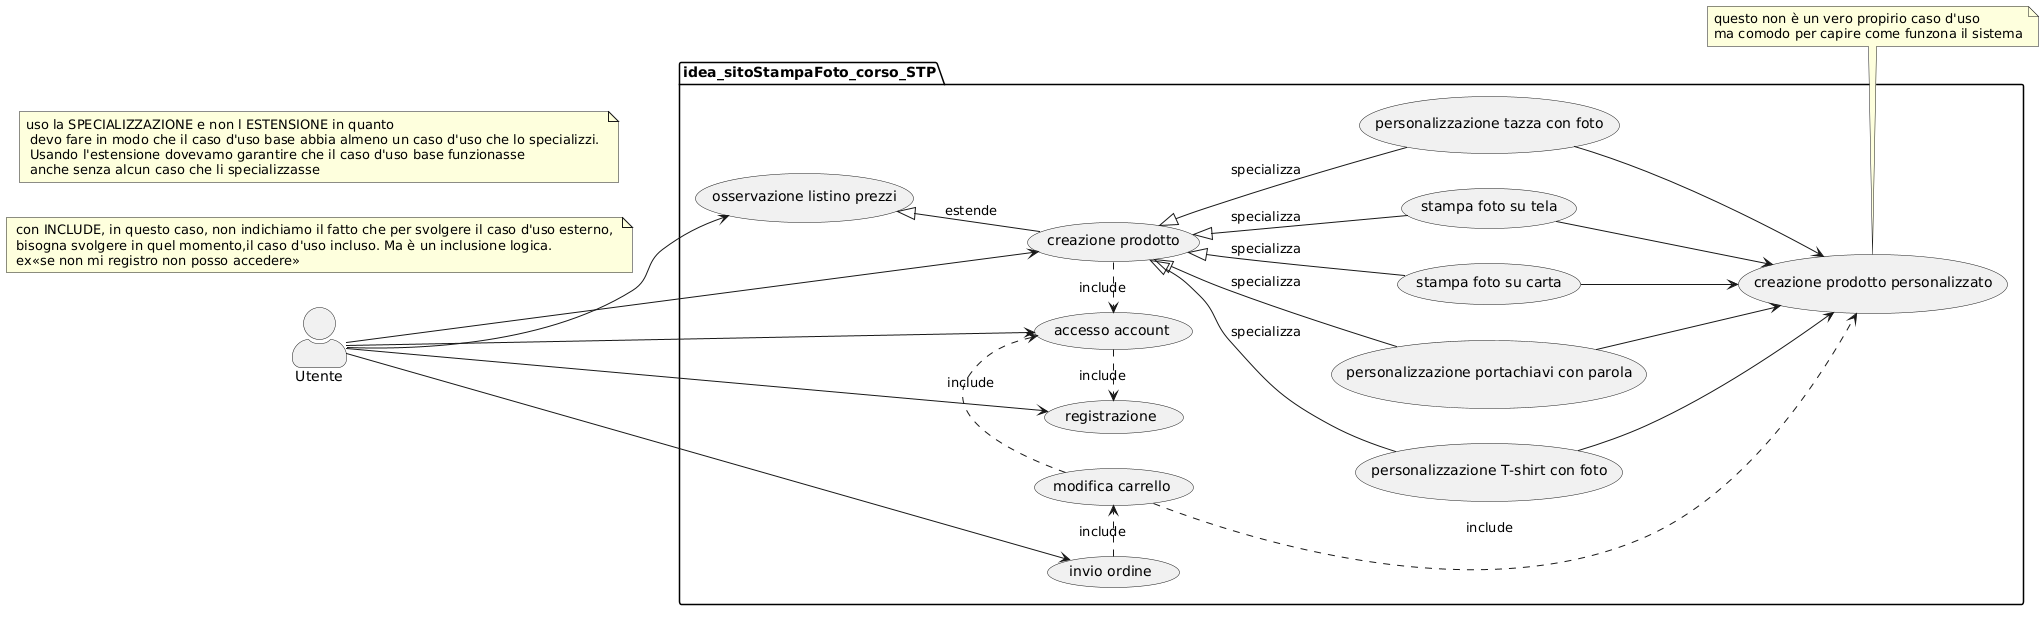 questo non è un vero propirio caso d'uso
ma comodo per capire come funzona il sistema
idea_sitoStampaFoto_corso_STP
uso la SPECIALIZZAZIONE e non l ESTENSIONE in quanto
devo fare in modo che il caso d'uso base abbia almeno un caso d'uso che lo specializzi.
Usando l'estensione dovevamo garantire che il caso d'uso base funzionasse
anche senza alcun caso che li specializzasse
con INCLUDE, in questo caso, non indichiamo il fatto che per svolgere il caso d'uso esterno,
bisogna svolgere in quel momento,il caso d'uso incluso. Ma è un inclusione logica.
ex«se non mi registro non posso accedere»
Utente
osservazione listino prezzi
estende
creazione prodotto
include
accesso account
include
include
registrazione
modifica carrello
include
invio ordine
specializza
specializza
specializza
specializza
specializza
personalizzazione tazza con foto
stampa foto su tela
stampa foto su carta
personalizzazione portachiavi con parola
personalizzazione T-shirt con foto
include
creazione prodotto personalizzato